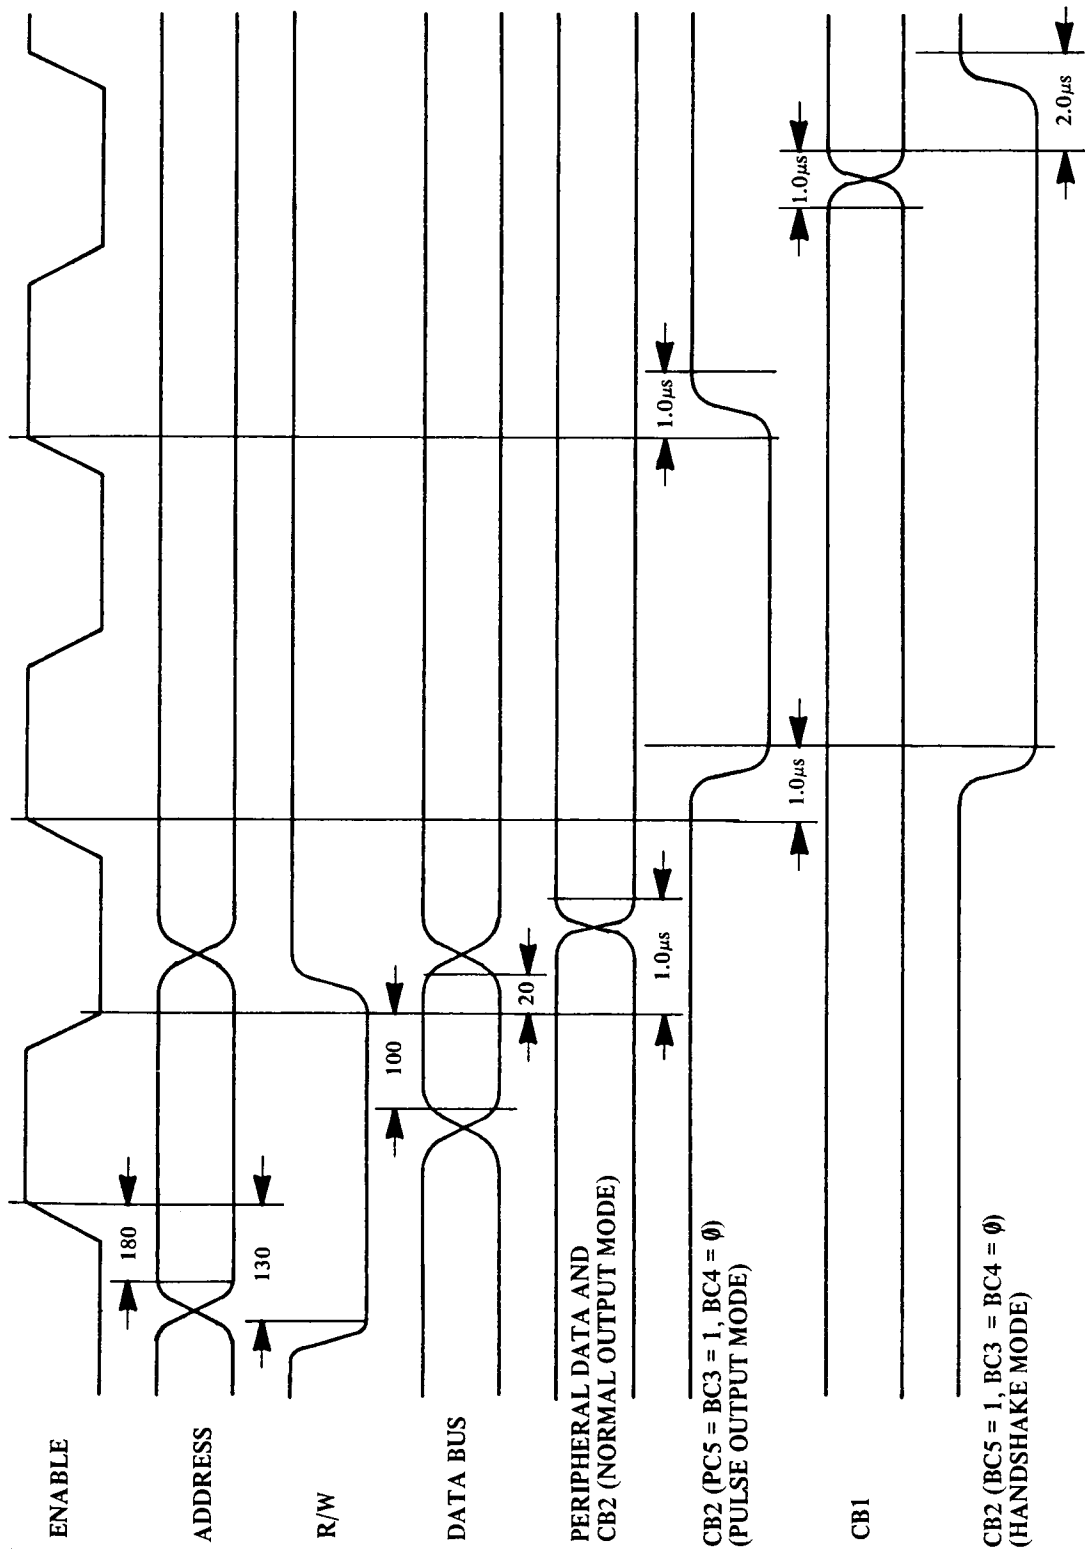 ENABLE
180
ADDRESS
130
R/W
100
DATA BUS
20
PERIPHERAL DATA AND
CB2 (NORMAL OUTPUT MODE)
1.0μs
CB2 (PC5 = BC3 = 1, BC4 = ∅)
(PULSE OUTPUT MODE)
1.0μs
1.0μs
CB1
1.0μs
CB2 (BC5 = 1, BC3 = BC4 = ∅)
(HANDSHAKE MODE)
2.0μs